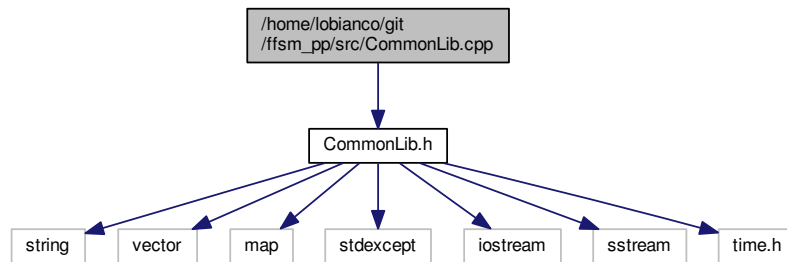 /home/lobianco/git
/ffsm_pp/src/CommonLib.cpp
CommonLib.h
string vector map stdexcept iostream sstream time.h